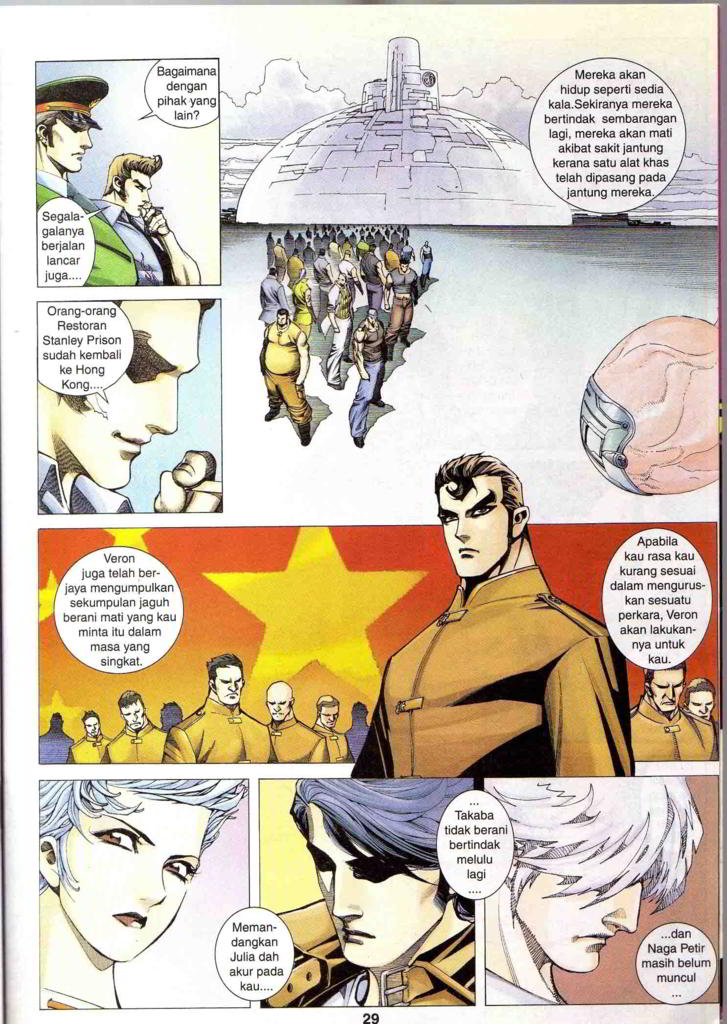 Bagaimana
dengan
pihak yang
lain?
Segala-
galanya
berjalan
lancar
juga....
Mereka akan
hidup seperti sedia
kala.Sekiranya mereka
bertindak sembarangan
lagi, mereka akan mati
akibat sakit jantung
kerana satu alat khas
telah dipasang pada
jantung mereka.
Orang-orang
Restoran
Stanley Prison
sudah kembali
ke Hong
Kong....
Veron
juga telah ber-
jaya mengumpulkan
sekumpulan jaguh
berani mati yang kau
minta itu dalam
masa yang
singkat.
Apabila
kau rasa kau
kurang sesuai
dalam mengurus-
kan sesuatu
perkara, Veron
akan lakukan-
nya untuk
kau.
Meman-
dangkan
Julia dah
akur pada
kau....
...
Takaba
tidak berani
bertindak
melulu
lagi
....
...dan
Naga Petir
masih belum
muncul
...
29